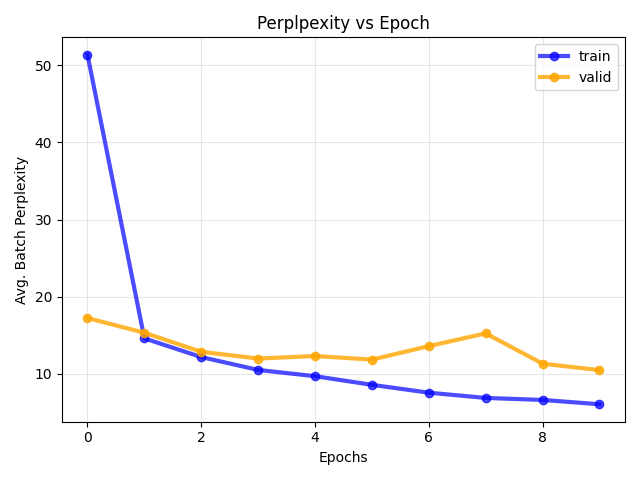 Perplpexity vs Epoch
train
valid
50
40
30
20
10
Avg. Batch Perplexity
0 2 4 6 8
Epochs